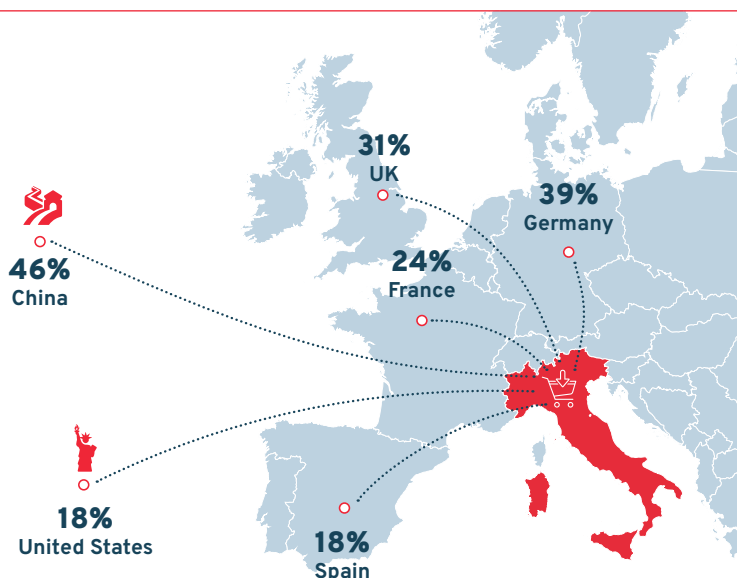 31%
UK
39%
Germany
24%
France
46%
China
18%
United States
18%
Spain